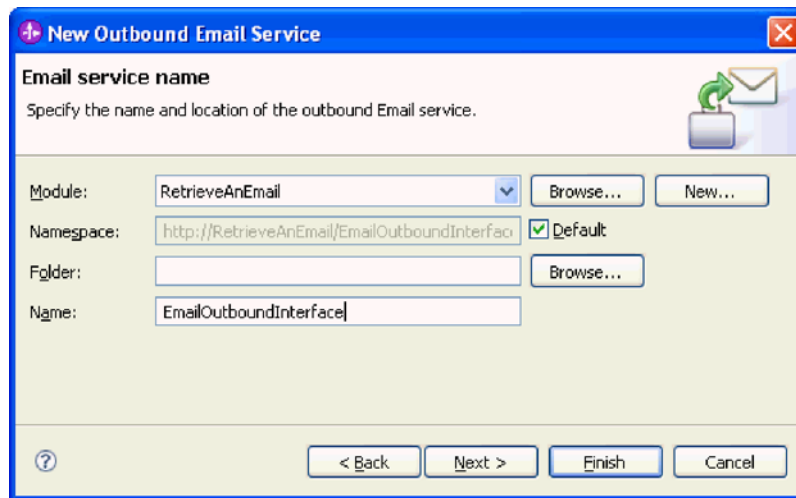 New Outbound Email Service
Email service name
Specify the name and location of the outbound Email service.
Module: RetrieveAnEmail Browse... New...
Namespace: http://RetrieveAnEmail/EmailOutboundInterfac Default
Folder: Browse...
Name: EmailOutboundInterface
? < Back Next > Finish Cancel